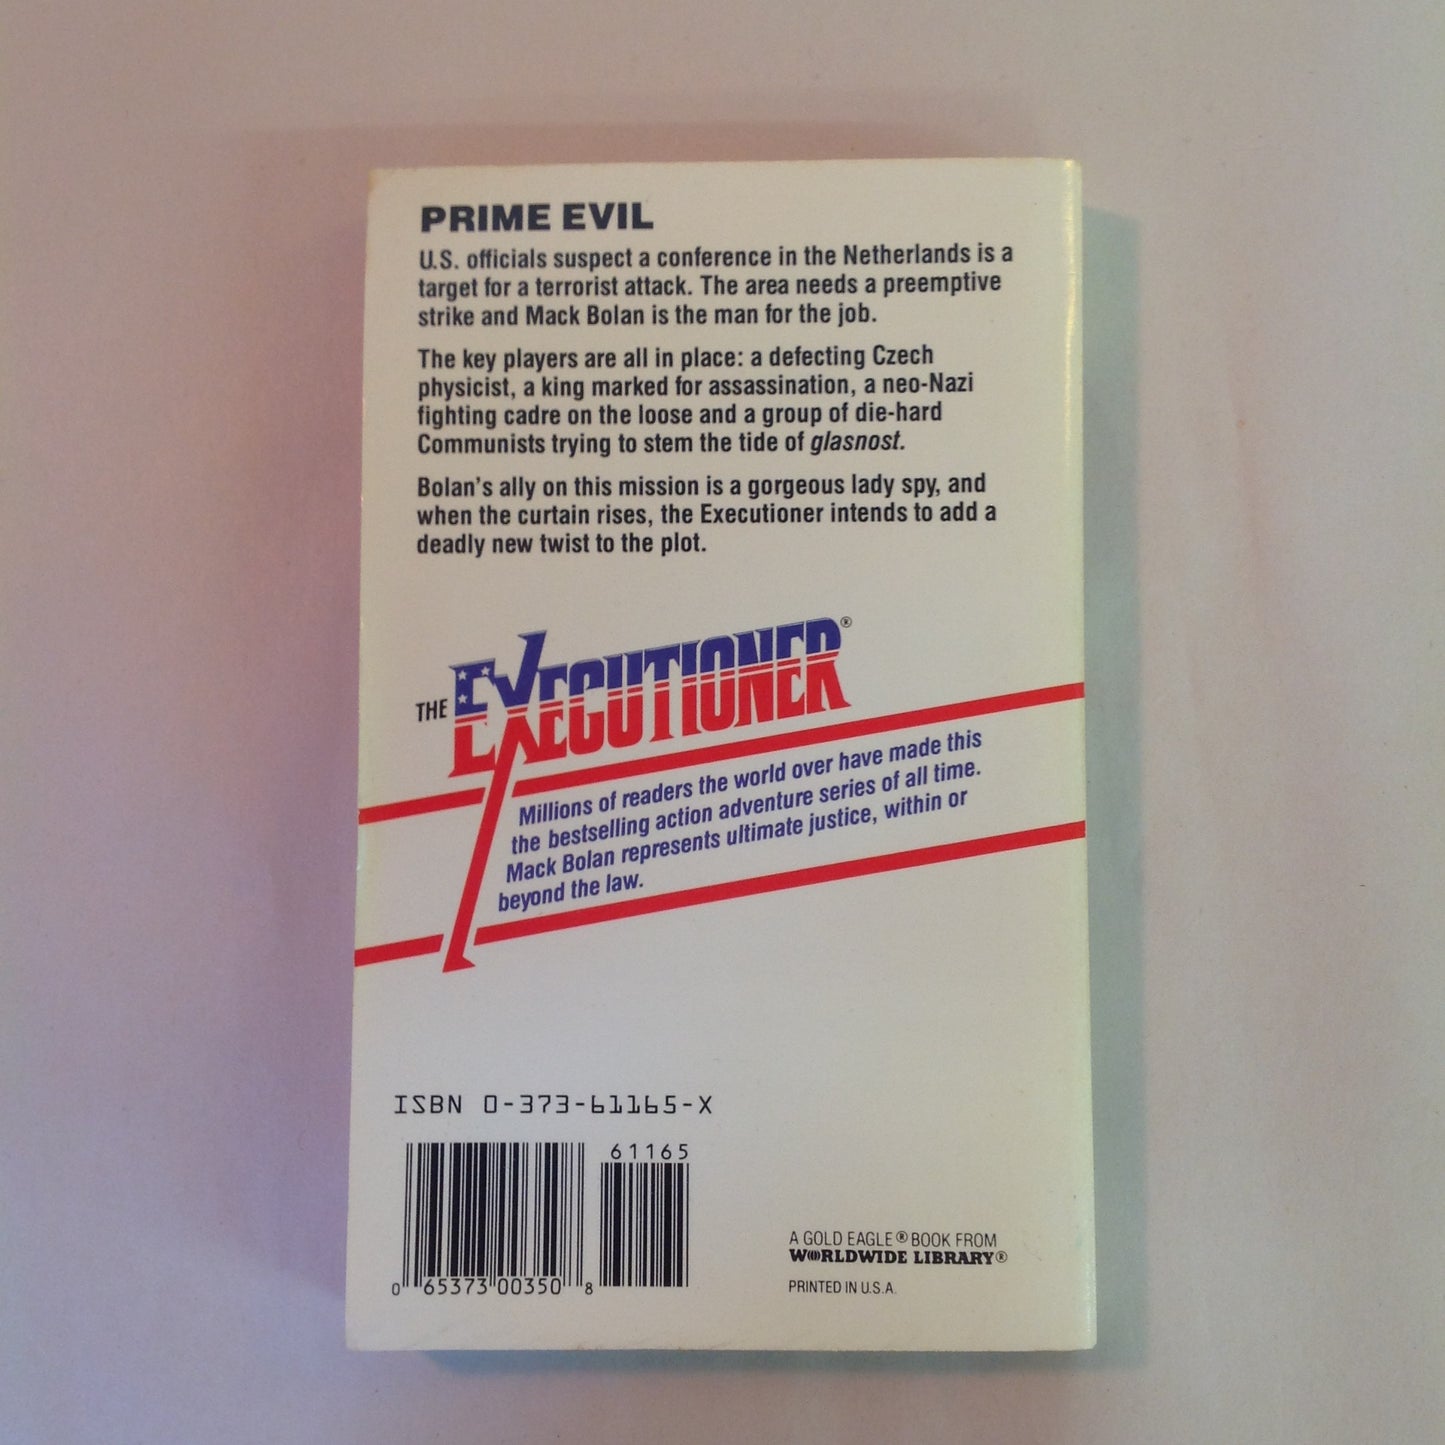 PRIME EVIL
U.S. officials suspect a conference in the Netherlands is a
target for a terrorist attack. The area needs a preemptive
strike and Mack Bolan is the man for the job.
The key players are all in place: a defecting Czech
physicist, a king marked for assassination, a neo-Nazi
fighting cadre on the loose and a group of die-hard
Communists trying to stem the tide of glasnost.
Bolan's ally on this mission is a gorgeous lady spy, and
when the curtain rises, the Executioner intends to add a
deadly new twist to the plot.
THE EXECUTIONER®
Millions of readers the world over have made this
the bestselling action adventure series of all time.
Mack Bolan represents ultimate justice, within or
beyond the law.
ISBN 0-373-61165-X
61165
0 65373 00350 8
A GOLD EAGLE® BOOK FROM
WORLDWIDE LIBRARY®
PRINTED IN U.S.A.